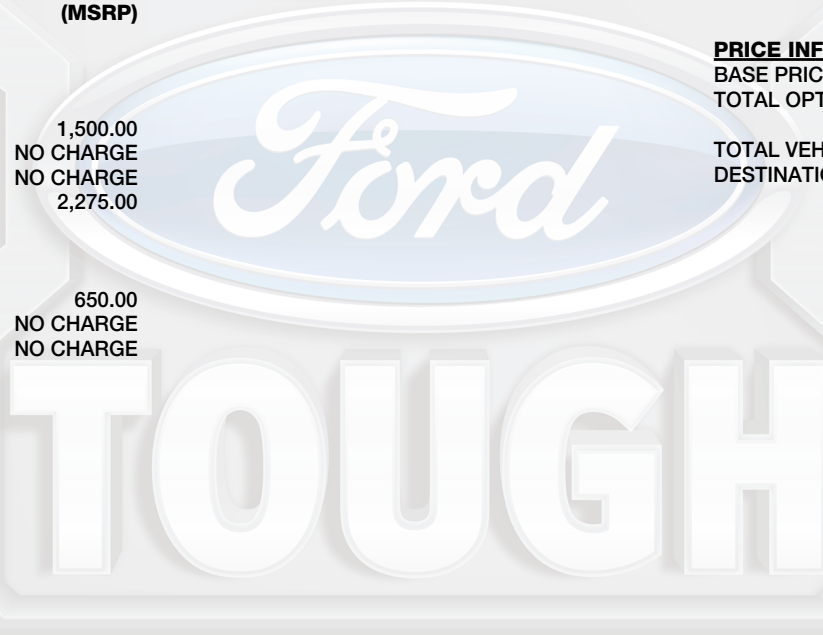 (MSRP)
1,500.00
NO CHARGE
NO CHARGE
2,275.00
650.00
NO CHARGE
NO CHARGE
PRICE INF
BASE PRIC
TOTAL OPT
TOTAL VEH
DESTINATI
Ford
TOUGH